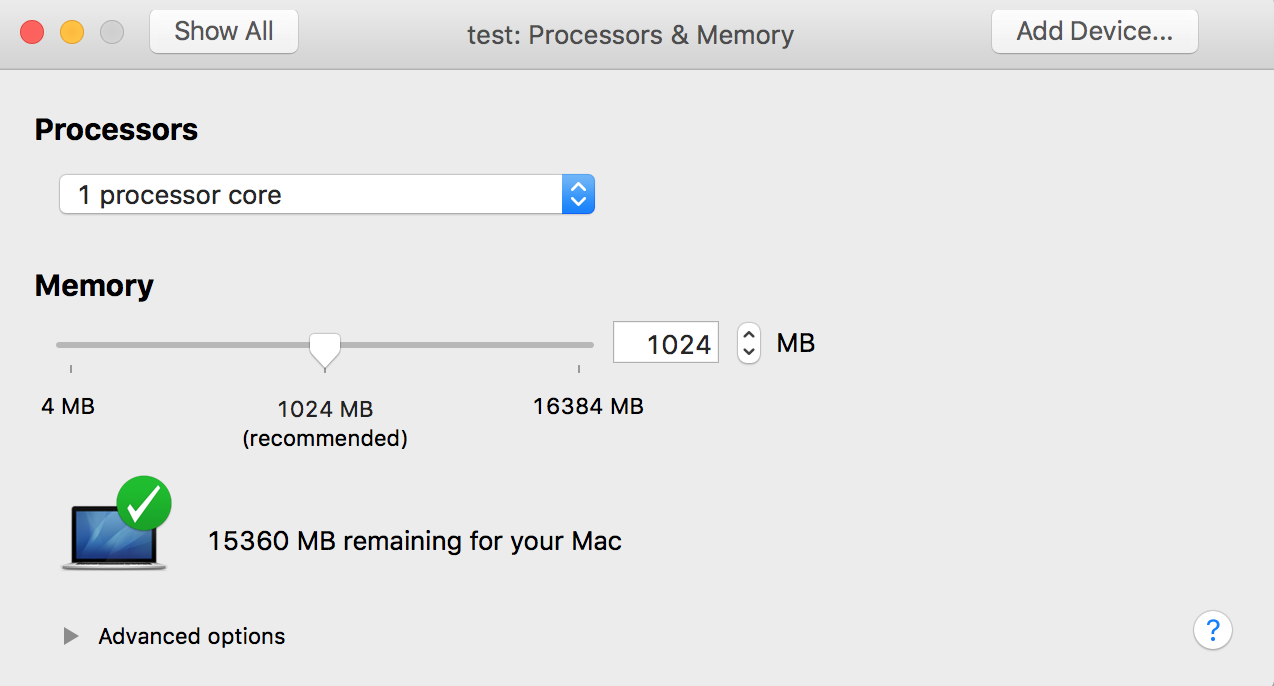 Show All
test: Processors & Memory
Add Device...
Processors
1 processor core
Memory
1024
MB
4 MB
1024 MB
16384 MB
(recommended)
15360 MB remaining for your Mac
Advanced options
?